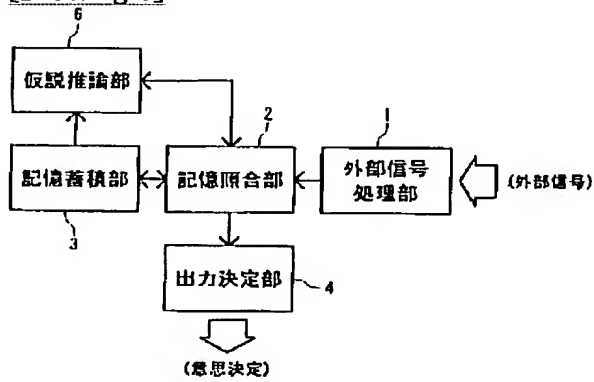 6
仮説推論部
2
1
記憶蓄積部
記憶照合部
外部信号
処理部
(外部信号)
3
出力決定部
4
(意思決定)